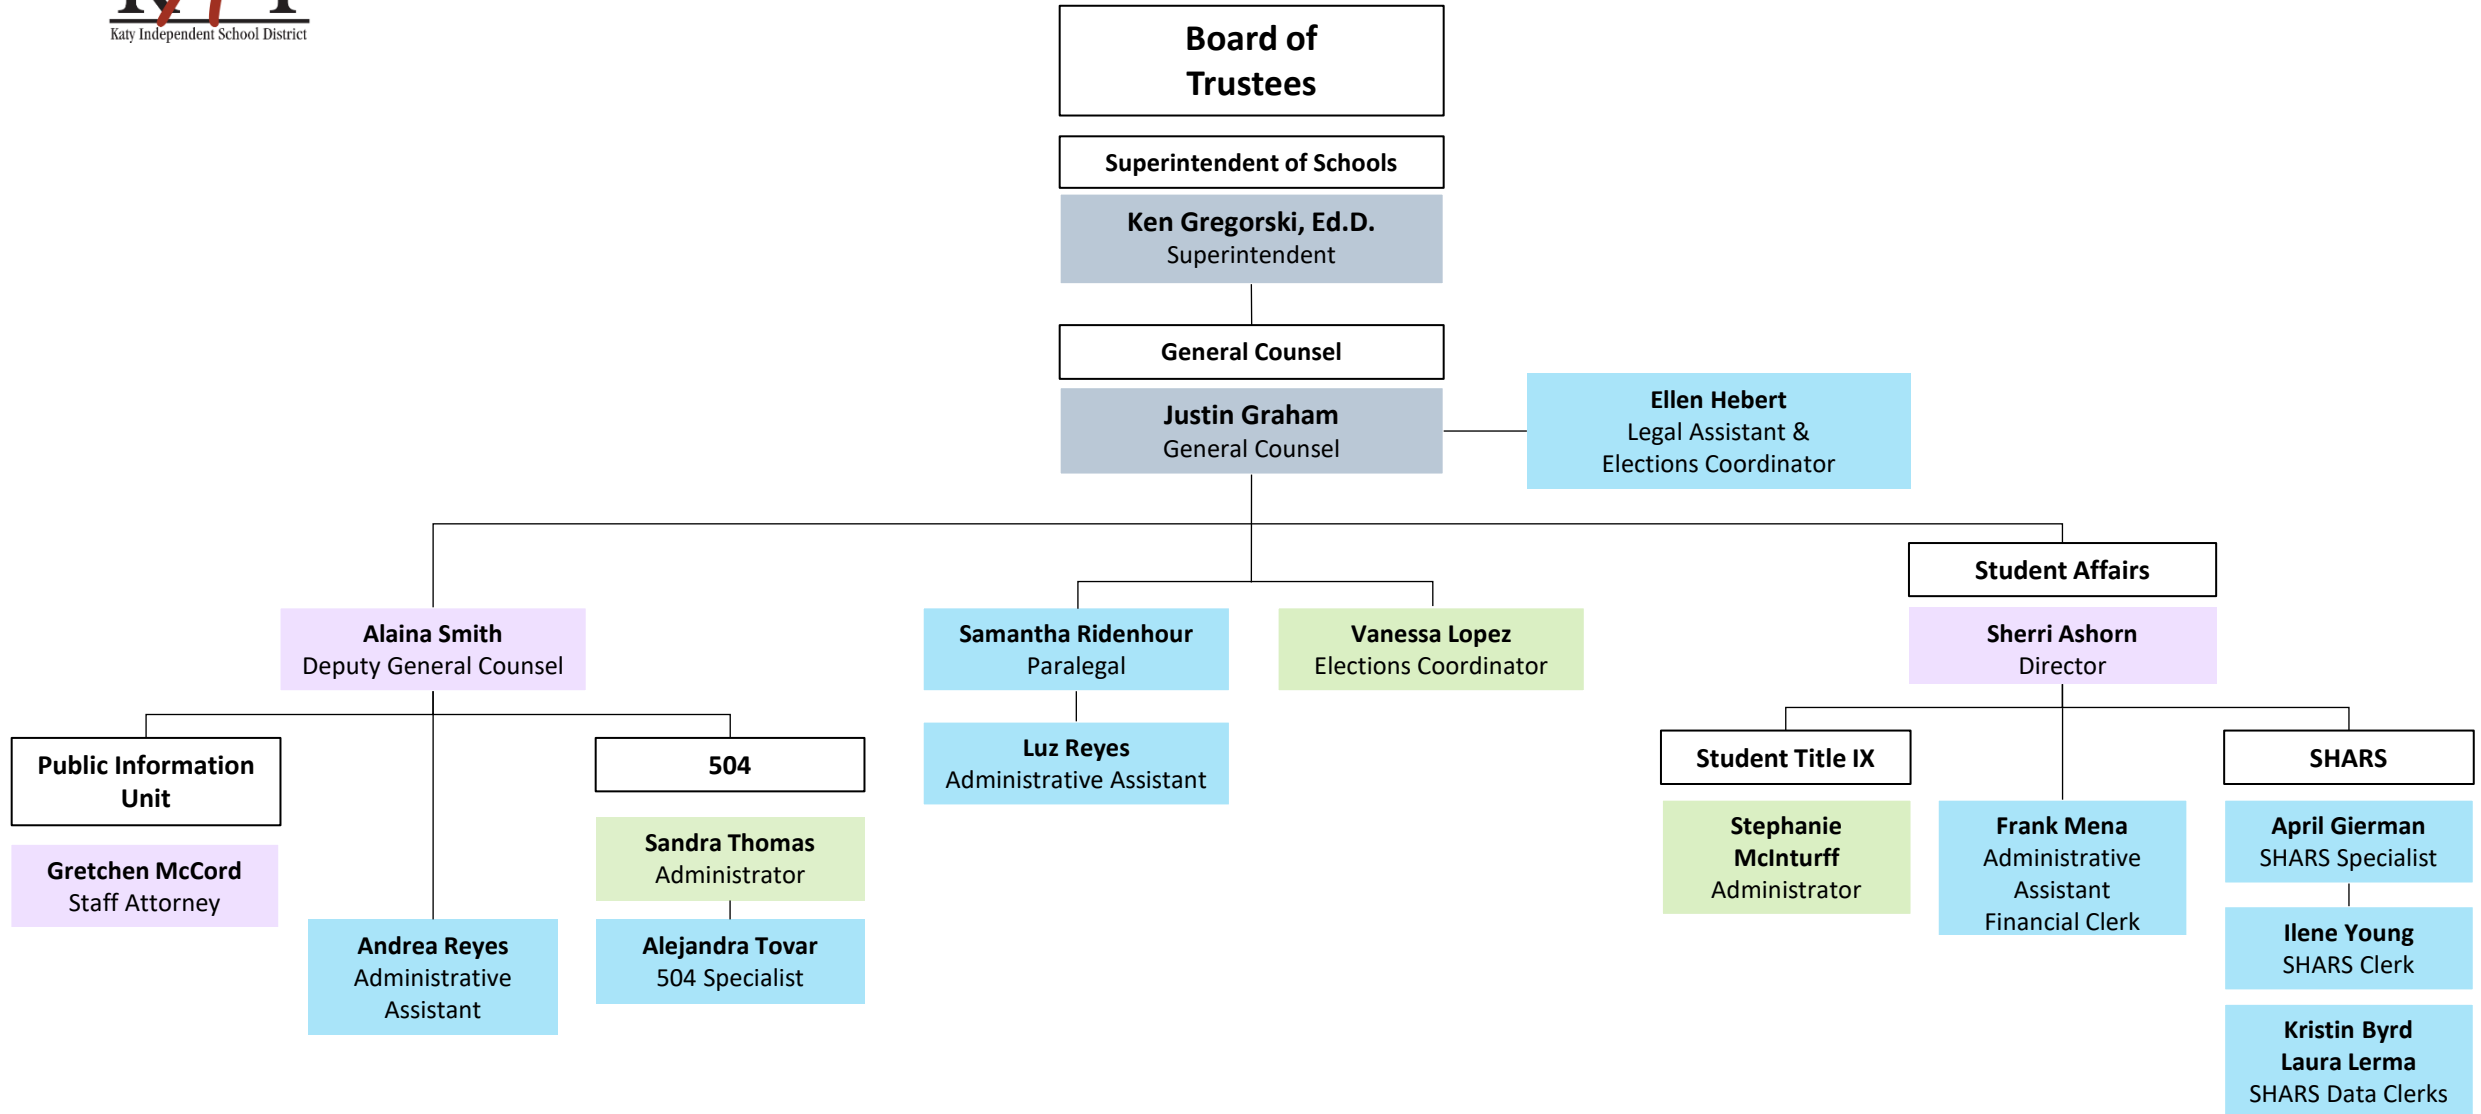 Katy Independent School District
Board of
Trustees
Superintendent of Schools
Ken Gregorski, Ed.D.
Superintendent
General Counsel
Justin Graham
General Counsel
Ellen Hebert
Legal Assistant &
Elections Coordinator
Alaina Smith
Deputy General Counsel
Samantha Ridenhour
Paralegal
Luz Reyes
Administrative Assistant
Vanessa Lopez
Elections Coordinator
Student Affairs
Sherri Ashorn
Director
Public Information
Unit
Gretchen McCord
Staff Attorney
Andrea Reyes
Administrative
Assistant
504
Sandra Thomas
Administrator
Alejandra Tovar
504 Specialist
Student Title IX
Stephanie
McInturff
Administrator
Frank Mena
Administrative
Assistant
Financial Clerk
SHARS
April Gierman
SHARS Specialist
Ilene Young
SHARS Clerk
Kristin Byrd
Laura Lerma
SHARS Data Clerks